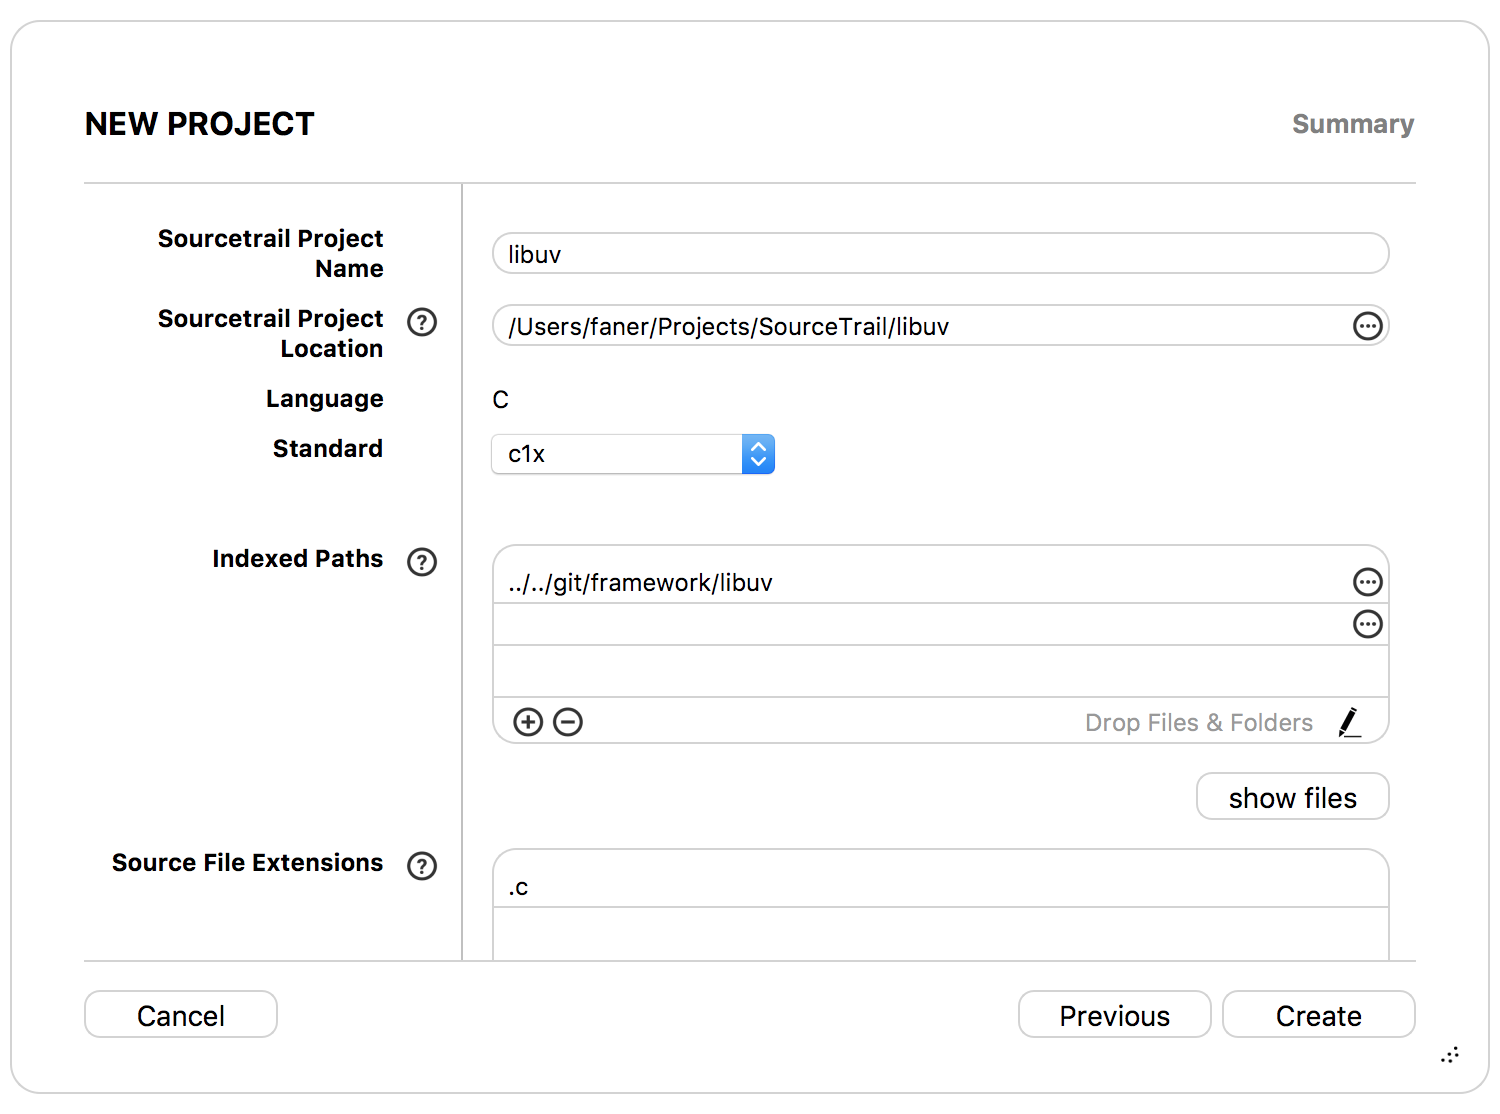 NEW PROJECT
Summary
Sourcetrail Project
Name
libuv
Sourcetrail Project
Location
/Users/faner/Projects/SourceTrail/libuv
Language
C
Standard
c1x
Indexed Paths
../../git/framework/libuv
Drop Files & Folders
show files
Source File Extensions
.c
Cancel
Previous
Create